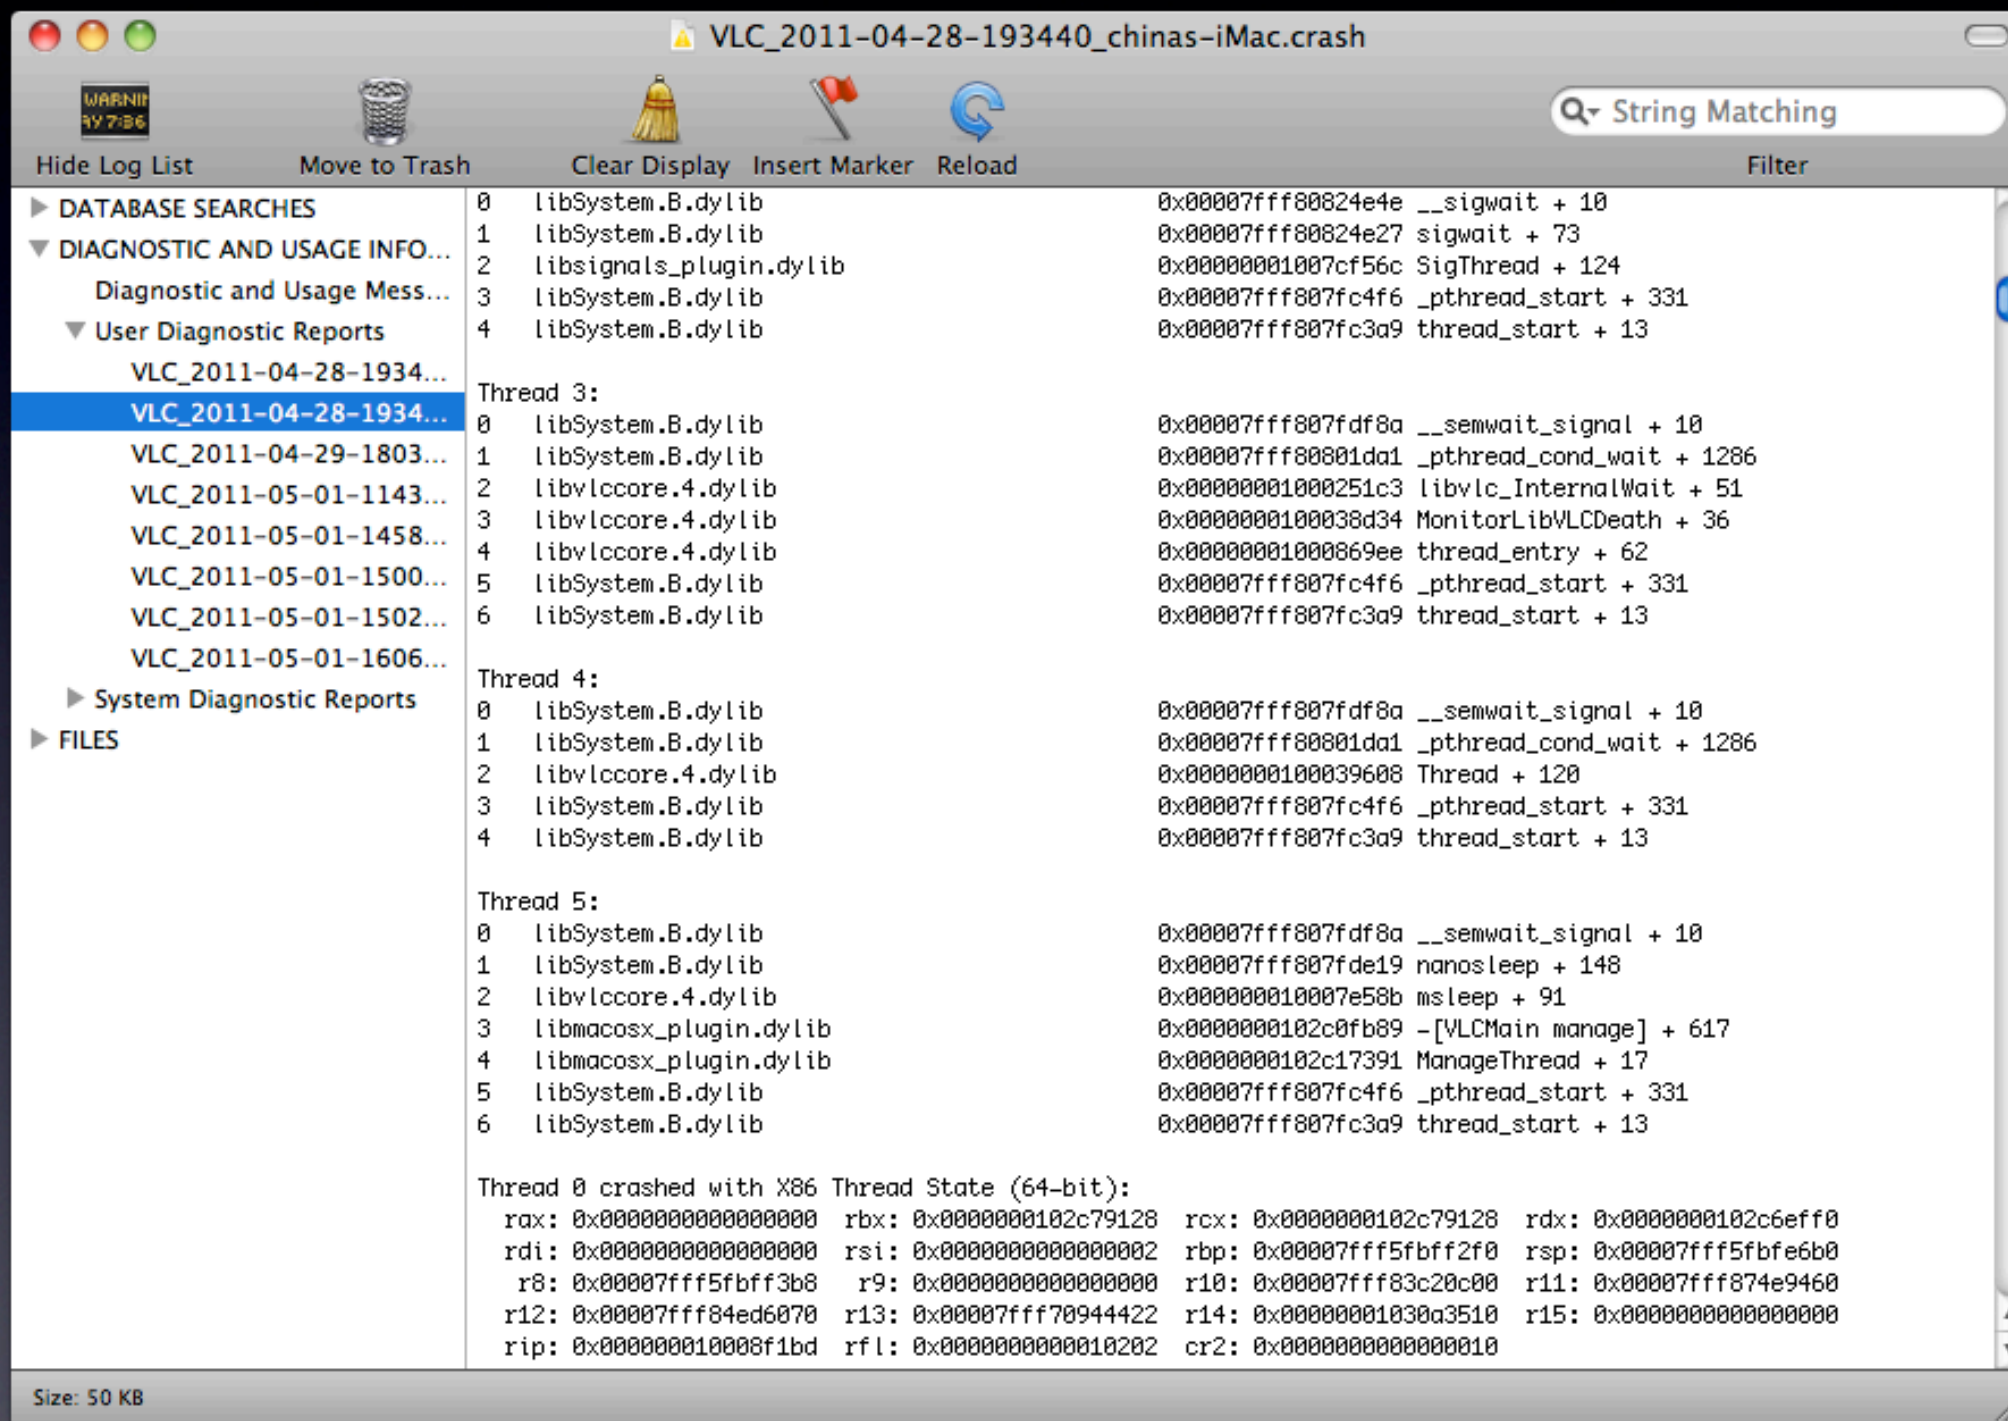 VLC_2011-04-28-193440_chinas-iMac.crash
WARNIN
AY 7:36
String Matching
Hide Log List
Move to Trash
Clear Display
Insert Marker
Reload
Filter
DATABASE SEARCHES
DIAGNOSTIC AND USAGE INFO...
Diagnostic and Usage Mess...
User Diagnostic Reports
VLC_2011-04-28-1934...
VLC_2011-04-28-1934...
VLC_2011-04-29-1803...
VLC_2011-05-01-1143...
VLC_2011-05-01-1458...
VLC_2011-05-01-1500...
VLC_2011-05-01-1502...
VLC_2011-05-01-1606...
System Diagnostic Reports
FILES
0 libSystem.B.dylib 0x00007fff80824e4e __sigwait + 10
1 libSystem.B.dylib 0x00007fff80824e27 sigwait + 73
2 libsignals_plugin.dylib 0x00000001007cf56c SigThread + 124
3 libSystem.B.dylib 0x00007fff807fc4f6 _pthread_start + 331
4 libSystem.B.dylib 0x00007fff807fc3a9 thread_start + 13
Thread 3:
0 libSystem.B.dylib 0x00007fff807fdf8a __semwait_signal + 10
1 libSystem.B.dylib 0x00007fff80801da1 _pthread_cond_wait + 1286
2 libvlccore.4.dylib 0x00000001000251c3 libvlc_InternalWait + 51
3 libvlccore.4.dylib 0x0000000100038d34 MonitorLibVLCDeath + 36
4 libvlccore.4.dylib 0x00000001000869ee thread_entry + 62
5 libSystem.B.dylib 0x00007fff807fc4f6 _pthread_start + 331
6 libSystem.B.dylib 0x00007fff807fc3a9 thread_start + 13
Thread 4:
0 libSystem.B.dylib 0x00007fff807fdf8a __semwait_signal + 10
1 libSystem.B.dylib 0x00007fff80801da1 _pthread_cond_wait + 1286
2 libvlccore.4.dylib 0x0000000100039608 Thread + 120
3 libSystem.B.dylib 0x00007fff807fc4f6 _pthread_start + 331
4 libSystem.B.dylib 0x00007fff807fc3a9 thread_start + 13
Thread 5:
0 libSystem.B.dylib 0x00007fff807fdf8a __semwait_signal + 10
1 libSystem.B.dylib 0x00007fff807fde19 nanosleep + 148
2 libvlccore.4.dylib 0x000000010007e58b msleep + 91
3 libmacosx_plugin.dylib 0x0000000102c0fb89 -[VLCMain manage] + 617
4 libmacosx_plugin.dylib 0x0000000102c17391 ManageThread + 17
5 libSystem.B.dylib 0x00007fff807fc4f6 _pthread_start + 331
6 libSystem.B.dylib 0x00007fff807fc3a9 thread_start + 13
Thread 0 crashed with X86 Thread State (64-bit):
rax: 0x0000000000000000 rbx: 0x0000000102c79128 rcx: 0x0000000102c79128 rdx: 0x0000000102c6eff0
rdi: 0x0000000000000000 rsi: 0x0000000000000002 rbp: 0x00007fff5fbff2f0 rsp: 0x00007fff5fbfe6b0
r8: 0x00007fff5fbff3b8 r9: 0x0000000000000000 r10: 0x00007fff83c20c00 r11: 0x00007fff874e9460
r12: 0x00007fff84ed6070 r13: 0x00007fff70944422 r14: 0x00000001030a3510 r15: 0x0000000000000000
rip: 0x000000010008f1bd rfl: 0x0000000000010202 cr2: 0x0000000000000010
Size: 50 KB